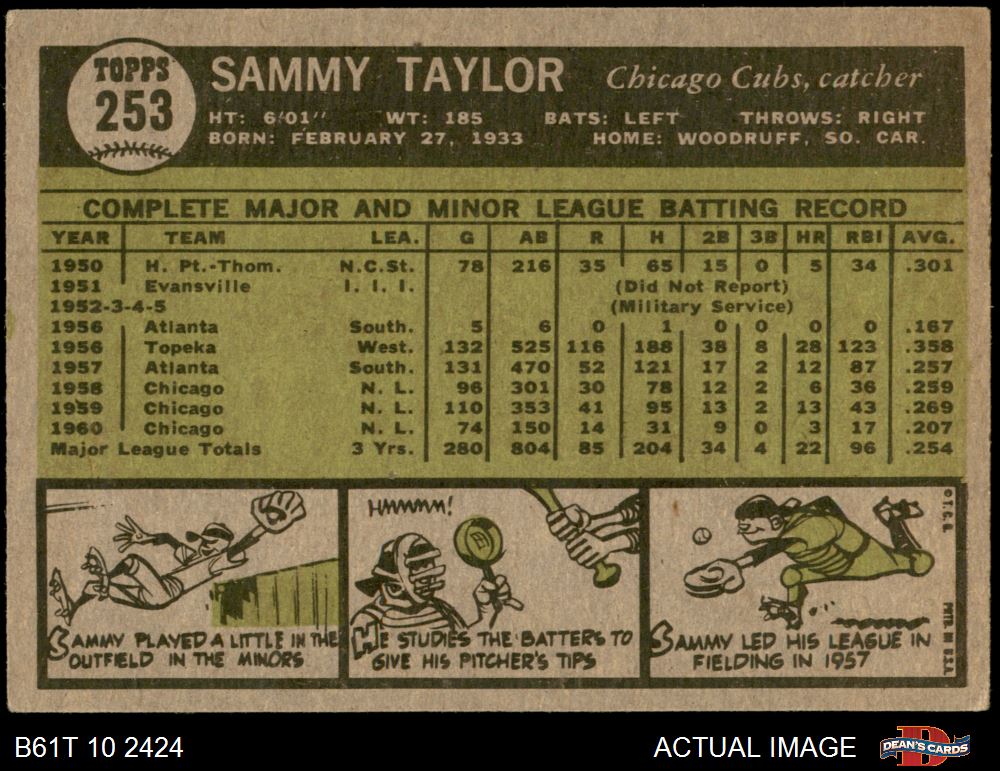 TOPPS
253
SAMMY TAYLOR Chicago Cubs, catcher
HT: 6'01" WT: 185 BATS: LEFT THROWS: RIGHT
BORN: FEBRUARY 27, 1933 HOME: WOODRUFF, SO. CAR.
COMPLETE MAJOR AND MINOR LEAGUE BATTING RECORD
YEAR TEAM LEA. G AB R H 2B 3B HR RBI AVG.
1950 H. Pt.-Thom. N.C.St. 78 216 35 65 15 0 5 34 .301
1951 Evansville I. I. I. (Did Not Report)
1952-3-4-5 (Military Service)
1956 Atlanta South. 5 6 0 1 0 0 0 0 .167
1956 Topeka West. 132 525 116 188 38 8 28 123 .358
1957 Atlanta South. 131 470 52 121 17 2 12 87 .257
1958 Chicago N. L. 96 301 30 78 12 2 6 36 .259
1959 Chicago N. L. 110 353 41 95 13 2 13 43 .269
1960 Chicago N. L. 74 150 14 31 9 0 3 17 .207
Major League Totals 3 Yrs. 280 804 85 204 34 4 22 96 .254
SAMMY PLAYED A LITTLE IN THE
OUTFIELD IN THE MINORS
HMMMM!
HE STUDIES THE BATTERS TO
GIVE HIS PITCHER'S TIPS
SAMMY LED HIS LEAGUE IN
FIELDING IN 1957
© T.C.G.
PRTD. IN U.S.A.
B61T 10 2424 ACTUAL IMAGE DEAN'S CARDS